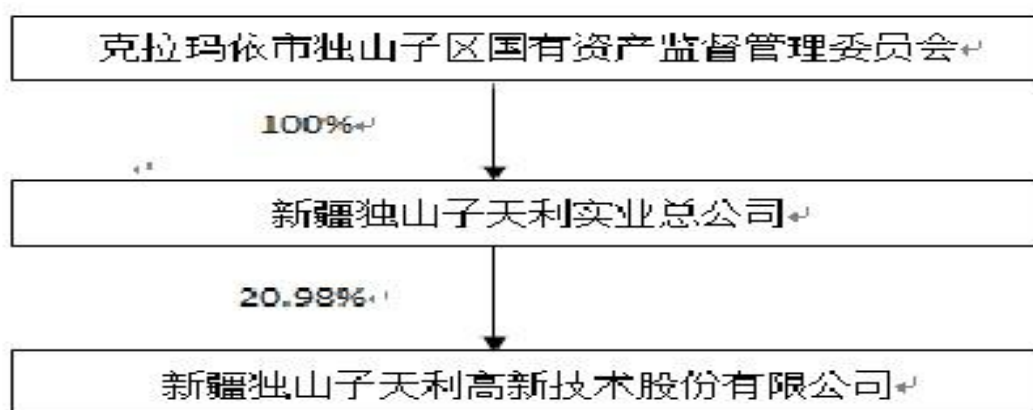 克拉玛依市独山子区国有资产监督管理委员会
100%
新疆独山子天利实业总公司
20.98%
新疆独山子天利高新技术股份有限公司